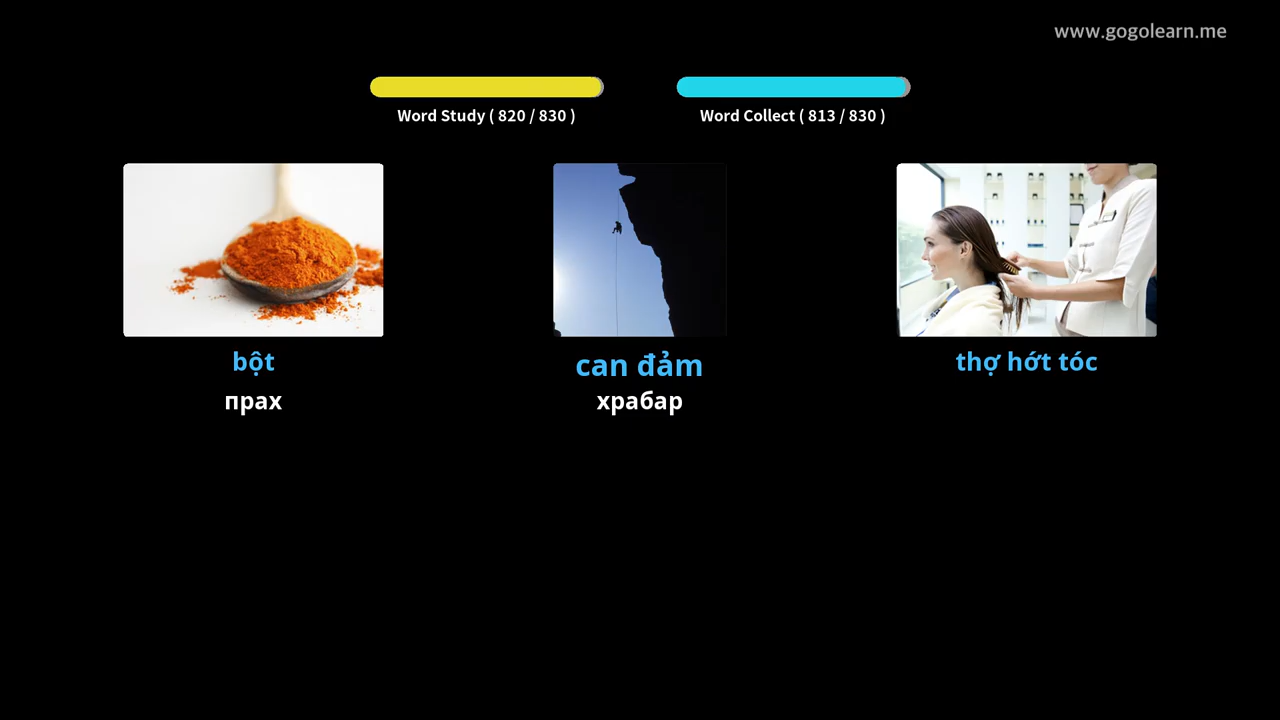 www.gogolearn.me
Word Study ( 820 / 830 )
Word Collect ( 813 / 830 )
bột
can đảm
thợ hớt tóc
прах
храбар